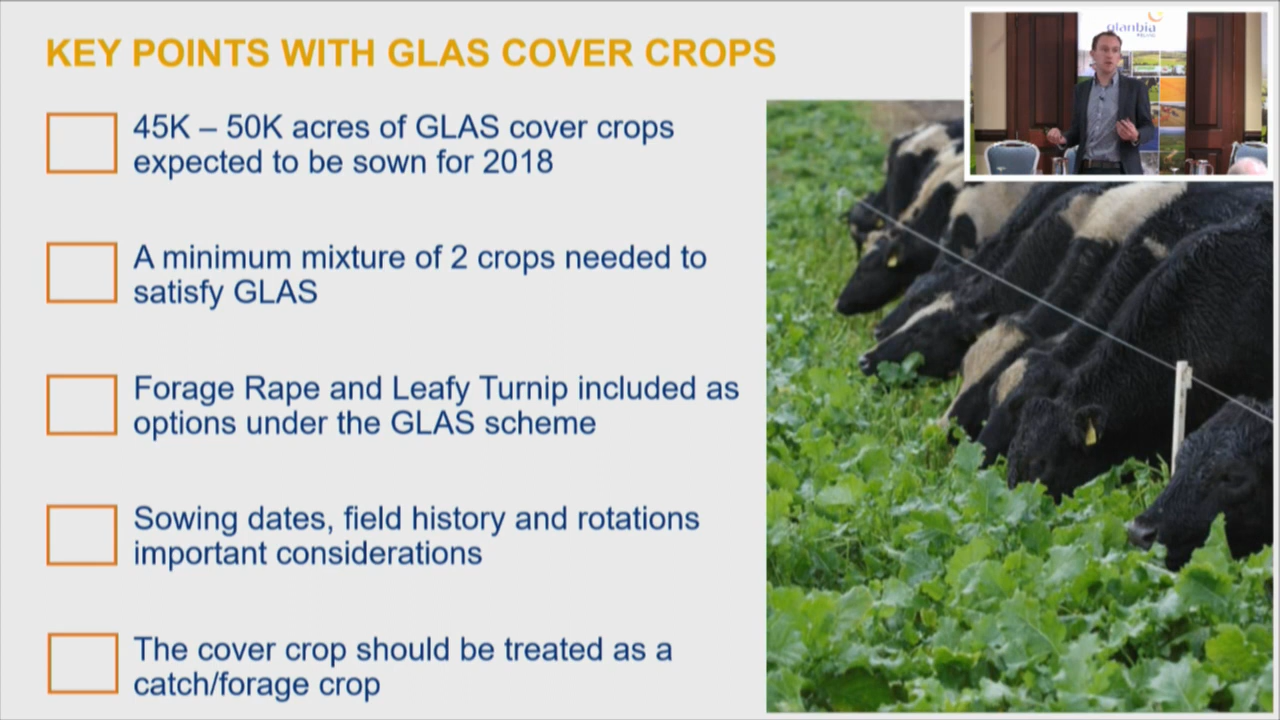 KEY POINTS WITH GLAS COVER CROPS
glanbia
45K – 50K acres of GLAS cover crops
expected to be sown for 2018
A minimum mixture of 2 crops needed to
satisfy GLAS
Forage Rape and Leafy Turnip included as
options under the GLAS scheme
Sowing dates, field history and rotations
important considerations
The cover crop should be treated as a
catch/forage crop